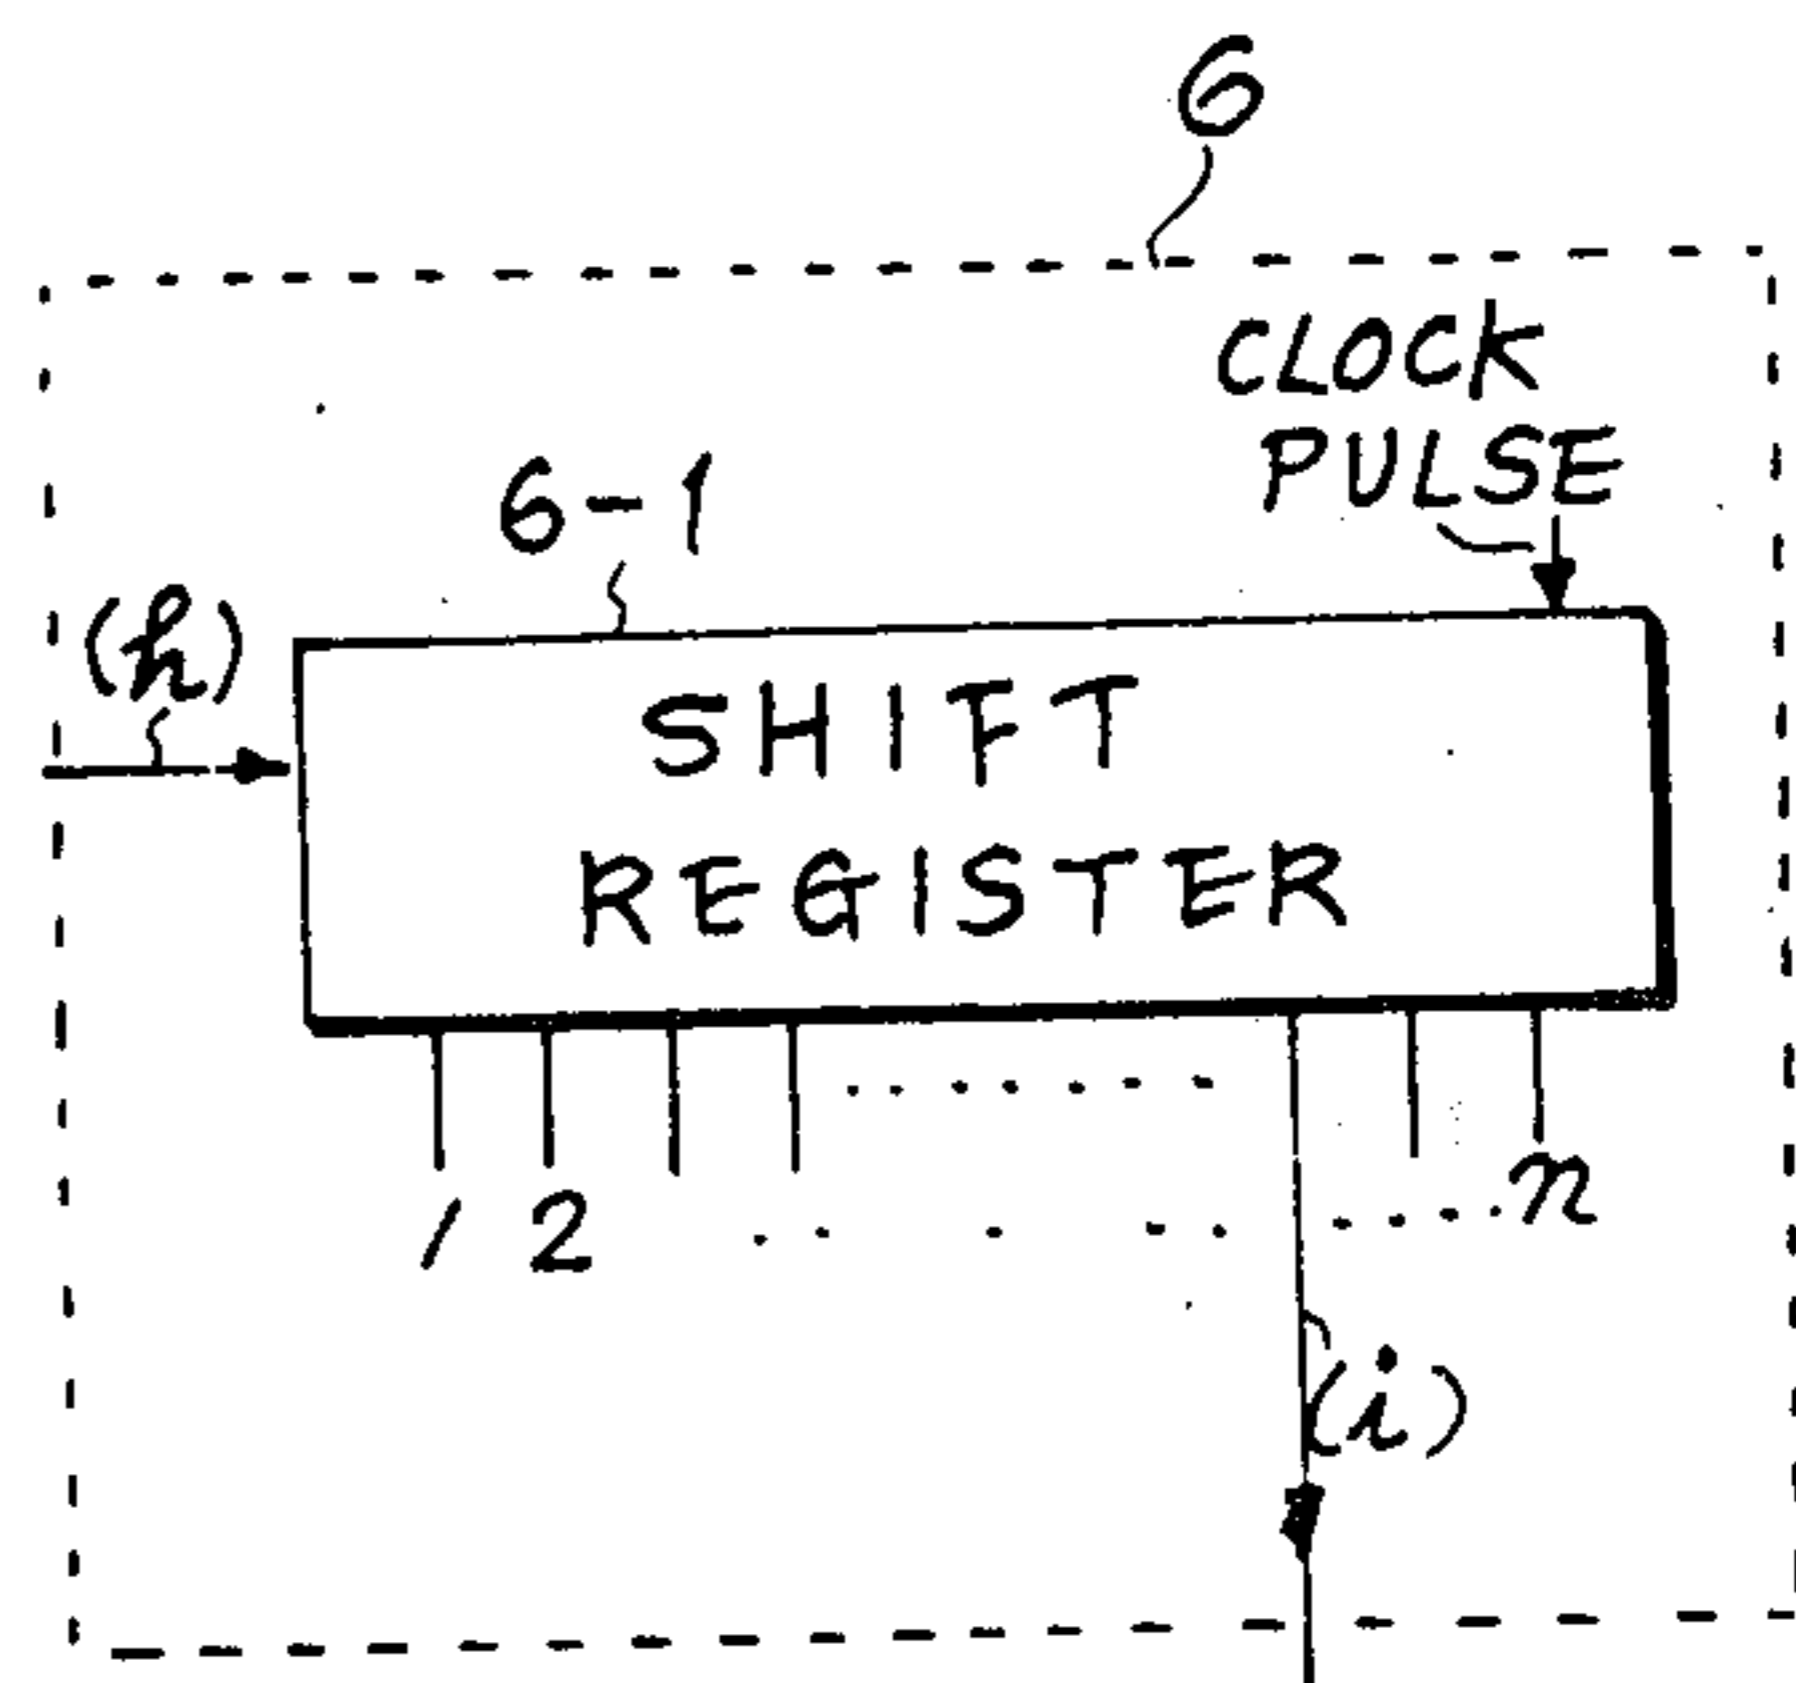 6
CLOCK
PULSE
6-1
(h)
SHIFT
REGISTER
1 2 . . . . . . . . . n
(i)